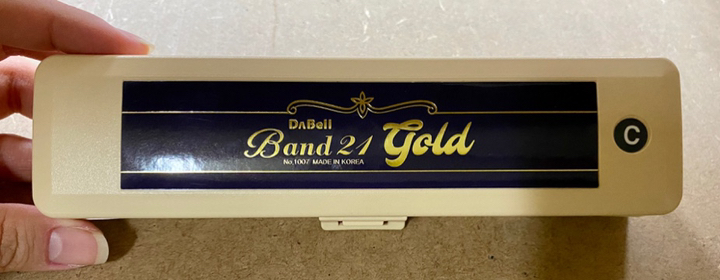 DaBell
Band 21 Gold
No.1007 MADE IN KOREA
C